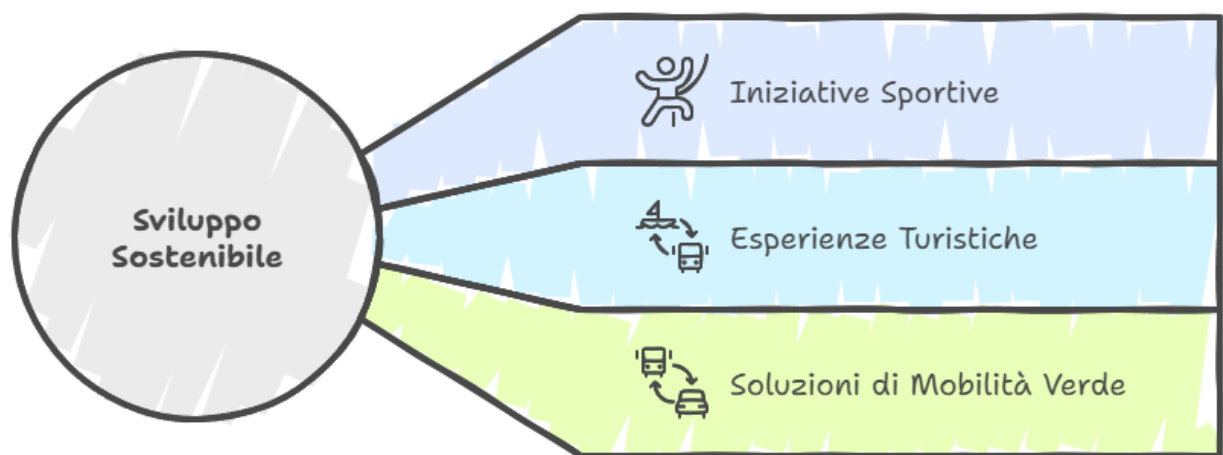 Sviluppo
Sostenibile
Iniziative Sportive
Esperienze Turistiche
Soluzioni di Mobilità Verde